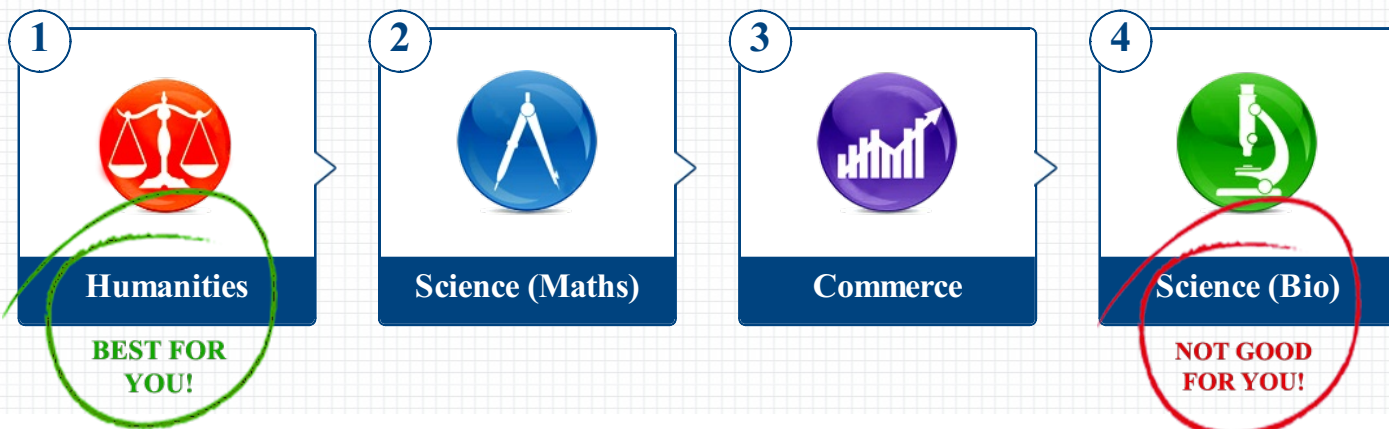 1
2
3
4
Humanities
Science (Maths)
Commerce
Science (Bio)
BEST FOR
YOU!
NOT GOOD
FOR YOU!